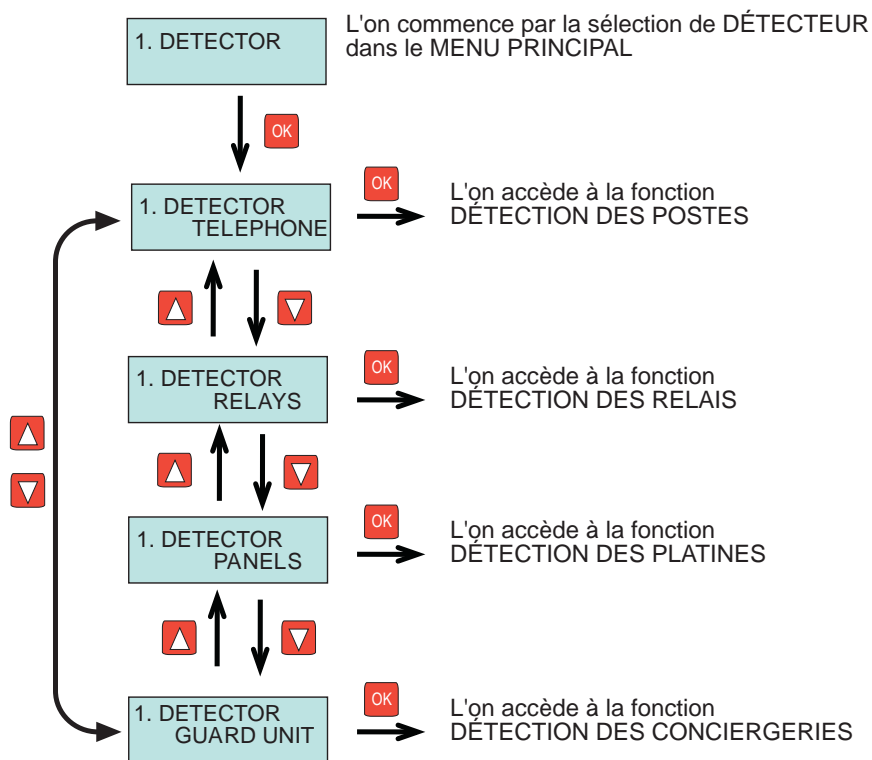 1. DETECTOR
L'on commence par la sélection de DÉTECTEUR
dans le MENU PRINCIPAL
OK
1. DETECTOR
TELEPHONE
OK
L'on accède à la fonction
DÉTECTION DES POSTES
1. DETECTOR
RELAYS
OK
L'on accède à la fonction
DÉTECTION DES RELAIS
1. DETECTOR
PANELS
OK
L'on accède à la fonction
DÉTECTION DES PLATINES
1. DETECTOR
GUARD UNIT
OK
L'on accède à la fonction
DÉTECTION DES CONCIERGERIES